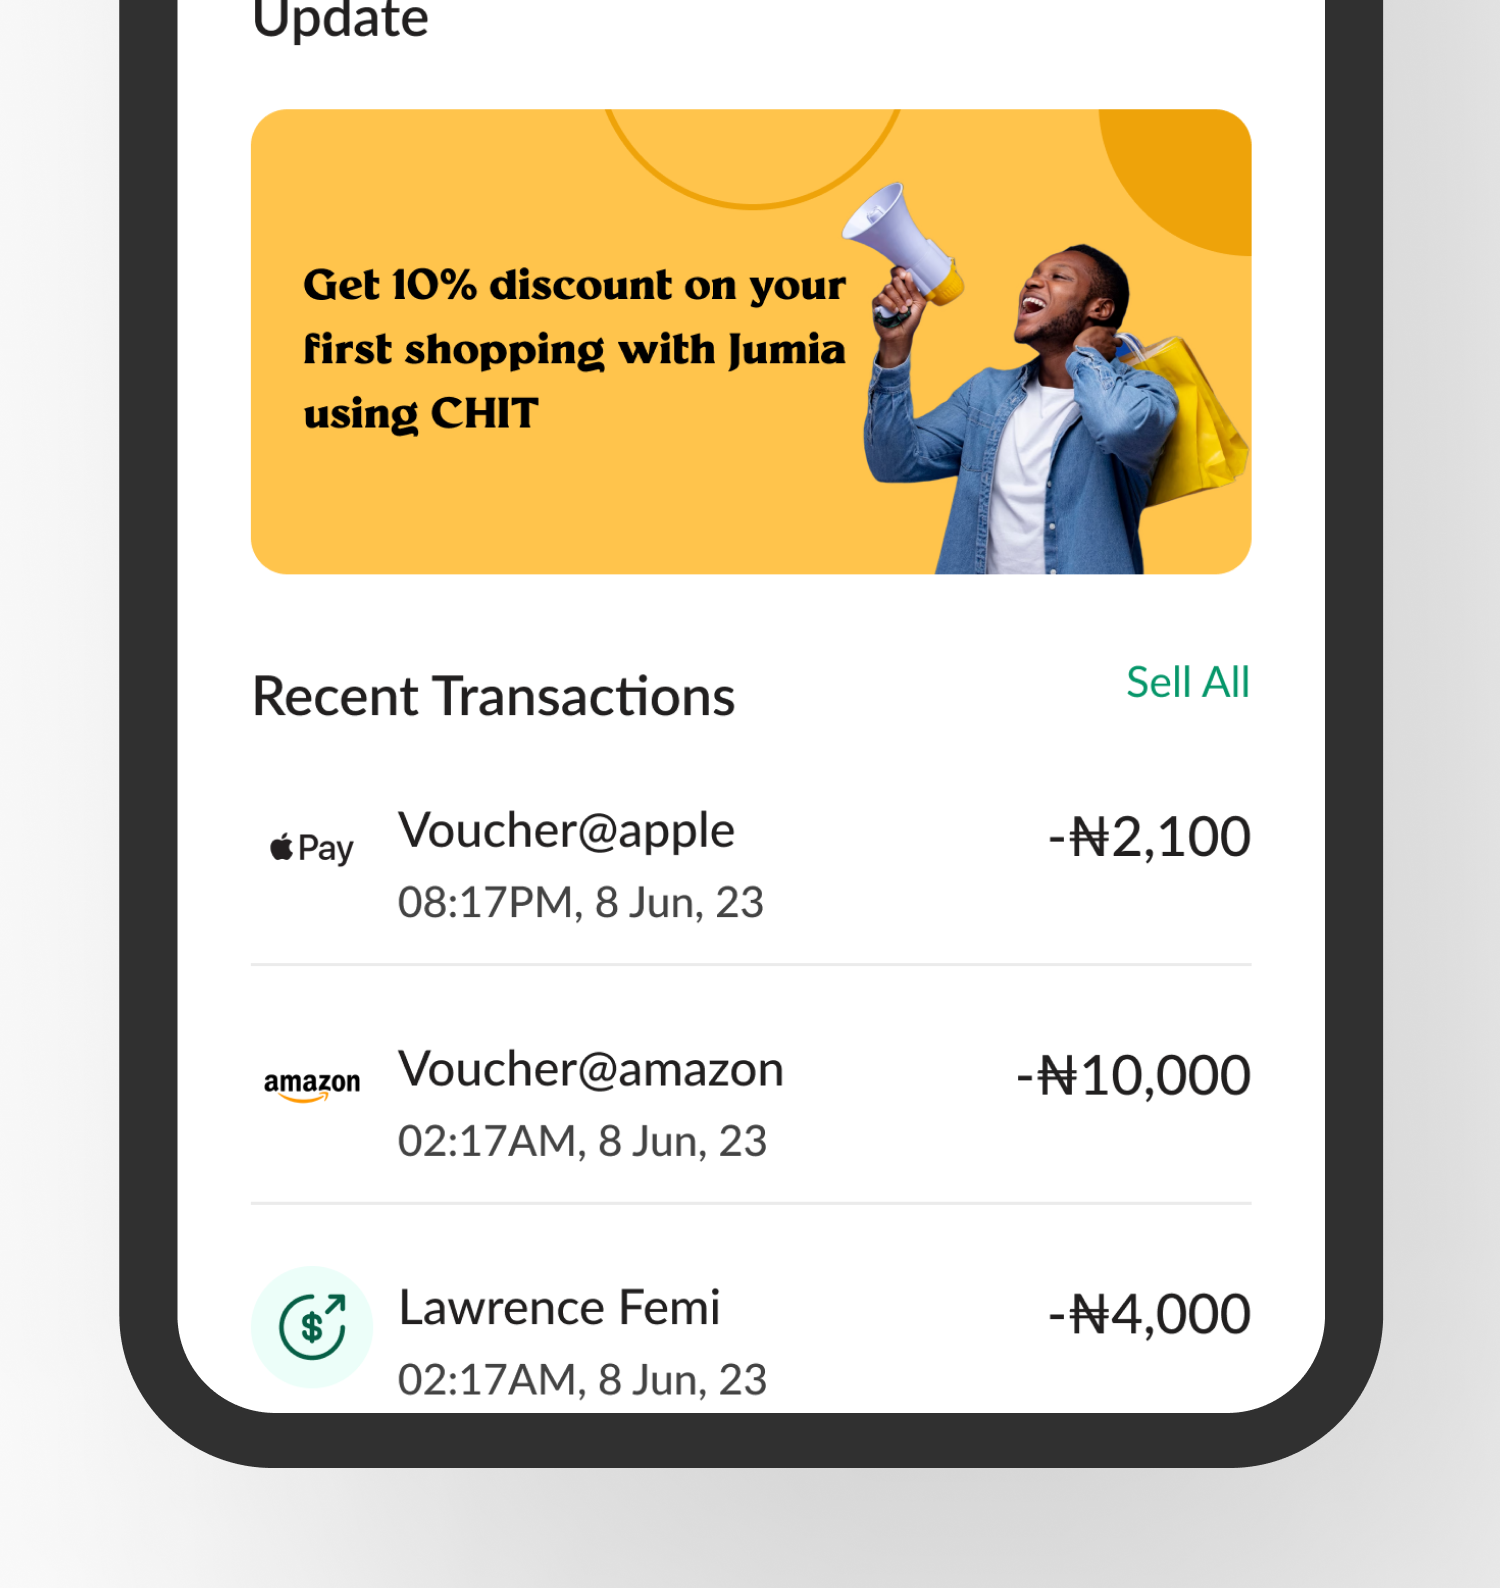 Update
Get 10% discount on your
first shopping with Jumia
using CHIT
Recent Transactions
Sell All
Pay
Voucher@apple
-₦2,100
08:17PM, 8 Jun, 23
amazon
Voucher@amazon
-₦10,000
02:17AM, 8 Jun, 23
$
Lawrence Femi
-₦4,000
02:17AM, 8 Jun, 23